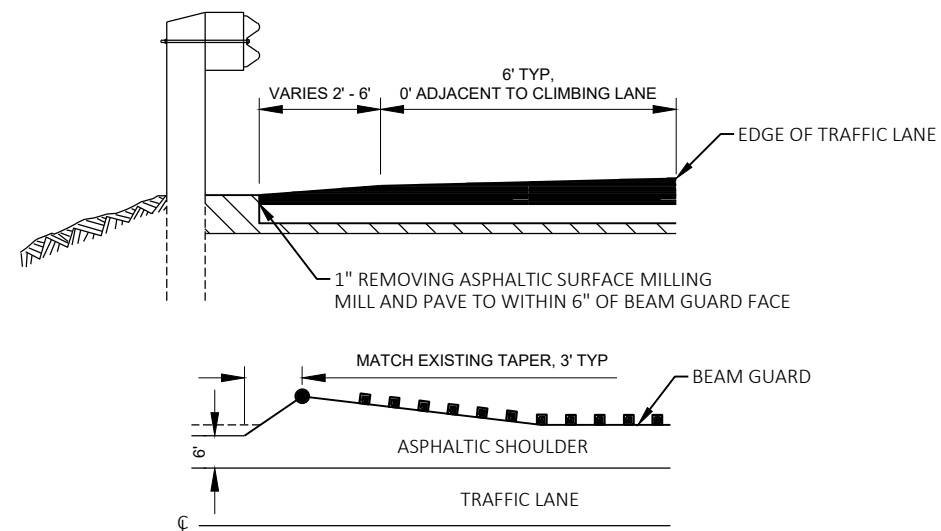 6' TYP,
VARIES 2' - 6'
0' ADJACENT TO CLIMBING LANE
EDGE OF TRAFFIC LANE
1" REMOVING ASPHALTIC SURFACE MILLING
MILL AND PAVE TO WITHIN 6" OF BEAM GUARD FACE
MATCH EXISTING TAPER, 3' TYP
BEAM GUARD
6'
ASPHALTIC SHOULDER
TRAFFIC LANE
℄